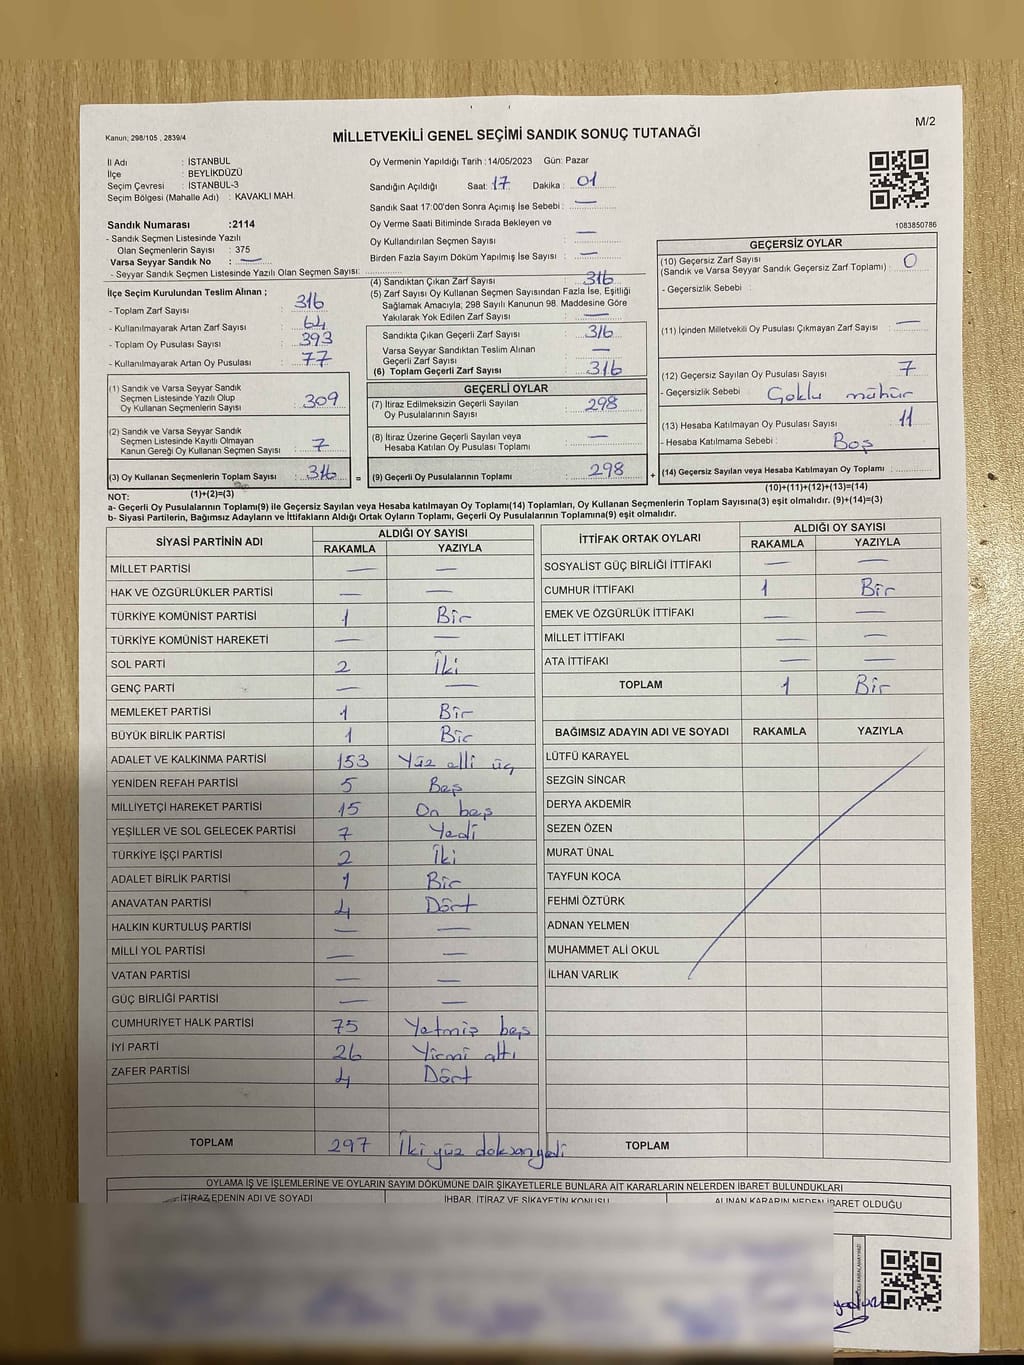 M/2
Kanun; 298/105 , 2839/4
MİLLETVEKİLİ GENEL SEÇİMİ SANDIK SONUÇ TUTANAĞI
İl Adı : İSTANBUL
İlçe : BEYLİKDÜZÜ
Seçim Çevresi : İSTANBUL-3
Seçim Bölgesi (Mahalle Adı) : KAVAKLI MAH.
Sandık Numarası :2114
- Sandık Seçmen Listesinde Yazılı
Olan Seçmenlerin Sayısı : 375
Varsa Seyyar Sandık No : —
- Seyyar Sandık Seçmen Listesinde Yazılı Olan Seçmen Sayısı:
Oy Vermenin Yapıldığı Tarih :14/05/2023 Gün: Pazar
Sandığın Açıldığı Saat: 17 Dakika : 01
Sandık Saat 17:00'den Sonra Açımış İse Sebebi : —
Oy Verme Saati Bitiminde Sırada Bekleyen ve
Oy Kullandırılan Seçmen Sayısı : —
Birden Fazla Sayım Döküm Yapılmış İse Sayısı : —
1083850786
İlçe Seçim Kurulundan Teslim Alınan ;
- Toplam Zarf Sayısı : 316
- Kullanılmayarak Artan Zarf Sayısı : 64
- Toplam Oy Pusulası Sayısı : 393
- Kullanılmayarak Artan Oy Pusulası : 77
(1) Sandık ve Varsa Seyyar Sandık
Seçmen Listesinde Yazılı Olup
Oy Kullanan Seçmenlerin Sayısı : 309
(2) Sandık ve Varsa Seyyar Sandık
Seçmen Listesinde Kayıtlı Olmayan
Kanun Gereği Oy Kullanan Seçmen Sayısı : 7
(3) Oy Kullanan Seçmenlerin Toplam Sayısı : 316 =
(1)+(2)=(3)
(4) Sandıktan Çıkan Zarf Sayısı : 316
(5) Zarf Sayısı Oy Kullanan Seçmen Sayısından Fazla İse, Eşitliği
Sağlamak Amacıyla; 298 Sayılı Kanunun 98. Maddesine Göre
Yakılarak Yok Edilen Zarf Sayısı : —
Sandıkta Çıkan Geçerli Zarf Sayısı : 316
Varsa Seyyar Sandıktan Teslim Alınan
Geçerli Zarf Sayısı : —
(6) Toplam Geçerli Zarf Sayısı : 316
GEÇERLİ OYLAR
(7) İtiraz Edilmeksizin Geçerli Sayılan
Oy Pusulalarının Sayısı : 298
(8) İtiraz Üzerine Geçerli Sayılan veya
Hesaba Katılan Oy Pusulası Toplamı : —
(9) Geçerli Oy Pusulalarının Toplamı : 298 +
GEÇERSİZ OYLAR
(10) Geçersiz Zarf Sayısı
(Sandık ve Varsa Seyyar Sandık Geçersiz Zarf Toplamı) : 0
- Geçersizlik Sebebi :
(11) İçinden Milletvekili Oy Pusulası Çıkmayan Zarf Sayısı : —
(12) Geçersiz Sayılan Oy Pusulası Sayısı : 7
- Geçersizlik Sebebi : Çoklu mühür
(13) Hesaba Katılmayan Oy Pusulası Sayısı : 11
- Hesaba Katılmama Sebebi : Boş
(14) Geçersiz Sayılan veya Hesaba Katılmayan Oy Toplamı :
(10)+(11)+(12)+(13)=(14)
NOT:
a- Geçerli Oy Pusulalarının Toplamı(9) ile Geçersiz Sayılan veya Hesaba katılmayan Oy Toplamı(14) Toplamları, Oy Kullanan Seçmenlerin Toplam Sayısına(3) eşit olmalıdır. (9)+(14)=(3)
b- Siyasi Partilerin, Bağımsız Adayların ve İttifakların Aldığı Ortak Oyların Toplamı, Geçerli Oy Pusulalarının Toplamına(9) eşit olmalıdır.
SİYASİ PARTİNİN ADI ALDIĞI OY SAYISI
RAKAMLA YAZIYLA
MİLLET PARTİSİ — —
HAK VE ÖZGÜRLÜKLER PARTİSİ — —
TÜRKİYE KOMÜNİST PARTİSİ 1 Bir
TÜRKİYE KOMÜNİST HAREKETİ — —
SOL PARTİ 2 İki
GENÇ PARTİ — —
MEMLEKET PARTİSİ 1 Bir
BÜYÜK BİRLİK PARTİSİ 1 Bir
ADALET VE KALKINMA PARTİSİ 153 Yüz elli üç
YENİDEN REFAH PARTİSİ 5 Beş
MİLLİYETÇİ HAREKET PARTİSİ 15 On beş
YEŞİLLER VE SOL GELECEK PARTİSİ 7 Yedi
TÜRKİYE İŞÇİ PARTİSİ 2 İki
ADALET BİRLİK PARTİSİ 1 Bir
ANAVATAN PARTİSİ 4 Dört
HALKIN KURTULUŞ PARTİSİ — —
MİLLİ YOL PARTİSİ — —
VATAN PARTİSİ — —
GÜÇ BİRLİĞİ PARTİSİ — —
CUMHURİYET HALK PARTİSİ 75 Yetmiş beş
İYİ PARTİ 26 Yirmi altı
ZAFER PARTİSİ 4 Dört
TOPLAM 297 İki yüz doksan yedi
İTTİFAK ORTAK OYLARI ALDIĞI OY SAYISI
RAKAMLA YAZIYLA
SOSYALİST GÜÇ BİRLİĞİ İTTİFAKI — —
CUMHUR İTTİFAKI 1 Bir
EMEK VE ÖZGÜRLÜK İTTİFAKI — —
MİLLET İTTİFAKI — —
ATA İTTİFAKI — —
TOPLAM 1 Bir
BAĞIMSIZ ADAYIN ADI VE SOYADI RAKAMLA YAZIYLA
LÜTFÜ KARAYEL
SEZGİN SİNCAR
DERYA AKDEMİR
SEZEN ÖZEN
MURAT ÜNAL
TAYFUN KOCA
FEHMİ ÖZTÜRK
ADNAN YELMEN
MUHAMMET ALİ OKUL
İLHAN VARLIK
TOPLAM
OYLAMA İŞ VE İŞLEMLERİNE VE OYLARIN SAYIM DÖKÜMÜNE DAİR ŞİKAYETLERLE BUNLARA AİT KARARLARIN NELERDEN İBARET BULUNDUKLARI
İTİRAZ EDENİN ADI VE SOYADI İHBAR, İTİRAZ VE ŞİKAYETİN KONUSU ALINAN KARARIN NEDEN İBARET OLDUĞU